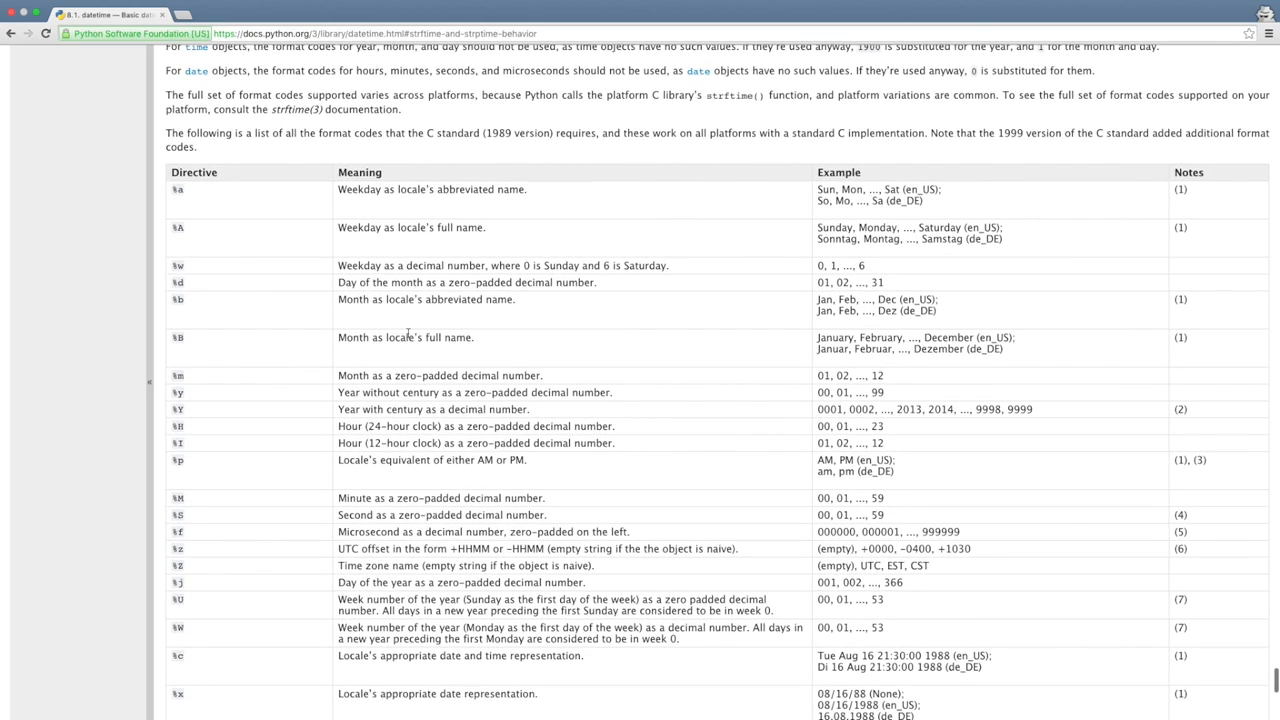 8.1. datetime — Basic dat
Python Software Foundation [US] https://docs.python.org/3/library/datetime.html#strftime-and-strptime-behavior
For time objects, the format codes for year, month, and day should not be used, as time objects have no such values. If they're used anyway, 1900 is substituted for the year, and 1 for the month and day.
For date objects, the format codes for hours, minutes, seconds, and microseconds should not be used, as date objects have no such values. If they're used anyway, 0 is substituted for them.
The full set of format codes supported varies across platforms, because Python calls the platform C library's strftime() function, and platform variations are common. To see the full set of format codes supported on your
platform, consult the strftime(3) documentation.
The following is a list of all the format codes that the C standard (1989 version) requires, and these work on all platforms with a standard C implementation. Note that the 1999 version of the C standard added additional format
codes.
Directive Meaning Example Notes
%a Weekday as locale's abbreviated name. Sun, Mon, ..., Sat (en_US); (1)
So, Mo, ..., Sa (de_DE)
%A Weekday as locale's full name. Sunday, Monday, ..., Saturday (en_US); (1)
Sonntag, Montag, ..., Samstag (de_DE)
%w Weekday as a decimal number, where 0 is Sunday and 6 is Saturday. 0, 1, ..., 6
%d Day of the month as a zero-padded decimal number. 01, 02, ..., 31
%b Month as locale's abbreviated name. Jan, Feb, ..., Dec (en_US); (1)
Jan, Feb, ..., Dez (de_DE)
%B Month as locale's full name. January, February, ..., December (en_US); (1)
Januar, Februar, ..., Dezember (de_DE)
%m Month as a zero-padded decimal number. 01, 02, ..., 12
%y Year without century as a zero-padded decimal number. 00, 01, ..., 99
%Y Year with century as a decimal number. 0001, 0002, ..., 2013, 2014, ..., 9998, 9999 (2)
%H Hour (24-hour clock) as a zero-padded decimal number. 00, 01, ..., 23
%I Hour (12-hour clock) as a zero-padded decimal number. 01, 02, ..., 12
%p Locale's equivalent of either AM or PM. AM, PM (en_US); (1), (3)
am, pm (de_DE)
%M Minute as a zero-padded decimal number. 00, 01, ..., 59
%S Second as a zero-padded decimal number. 00, 01, ..., 59 (4)
%f Microsecond as a decimal number, zero-padded on the left. 000000, 000001, ..., 999999 (5)
%z UTC offset in the form +HHMM or -HHMM (empty string if the the object is naive). (empty), +0000, -0400, +1030 (6)
%Z Time zone name (empty string if the object is naive). (empty), UTC, EST, CST
%j Day of the year as a zero-padded decimal number. 001, 002, ..., 366
%U Week number of the year (Sunday as the first day of the week) as a zero padded decimal 00, 01, ..., 53 (7)
number. All days in a new year preceding the first Sunday are considered to be in week 0.
%W Week number of the year (Monday as the first day of the week) as a decimal number. All days in 00, 01, ..., 53 (7)
a new year preceding the first Monday are considered to be in week 0.
%c Locale's appropriate date and time representation. Tue Aug 16 21:30:00 1988 (en_US); (1)
Di 16 Aug 21:30:00 1988 (de_DE)
%x Locale's appropriate date representation. 08/16/88 (None); (1)
08/16/1988 (en_US);
16.08.1988 (de_DE)
«